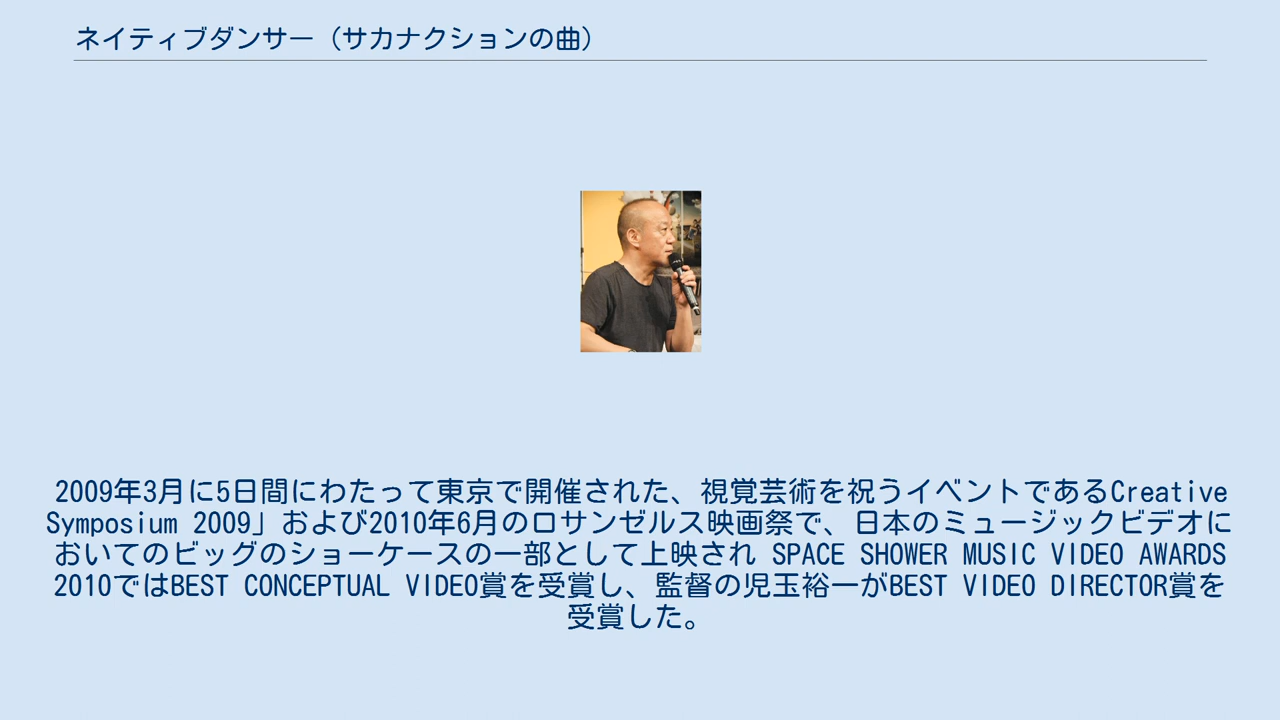 ネイティブダンサー（サカナクションの曲）
2009年3月に5日間にわたって東京で開催された、視覚芸術を祝うイベントであるCreative
Symposium 2009」および2010年6月のロサンゼルス映画祭で、日本のミュージックビデオに
おいてのビッグのショーケースの一部として上映され SPACE SHOWER MUSIC VIDEO AWARDS
2010ではBEST CONCEPTUAL VIDEO賞を受賞し、監督の児玉裕一がBEST VIDEO DIRECTOR賞を
受賞した。